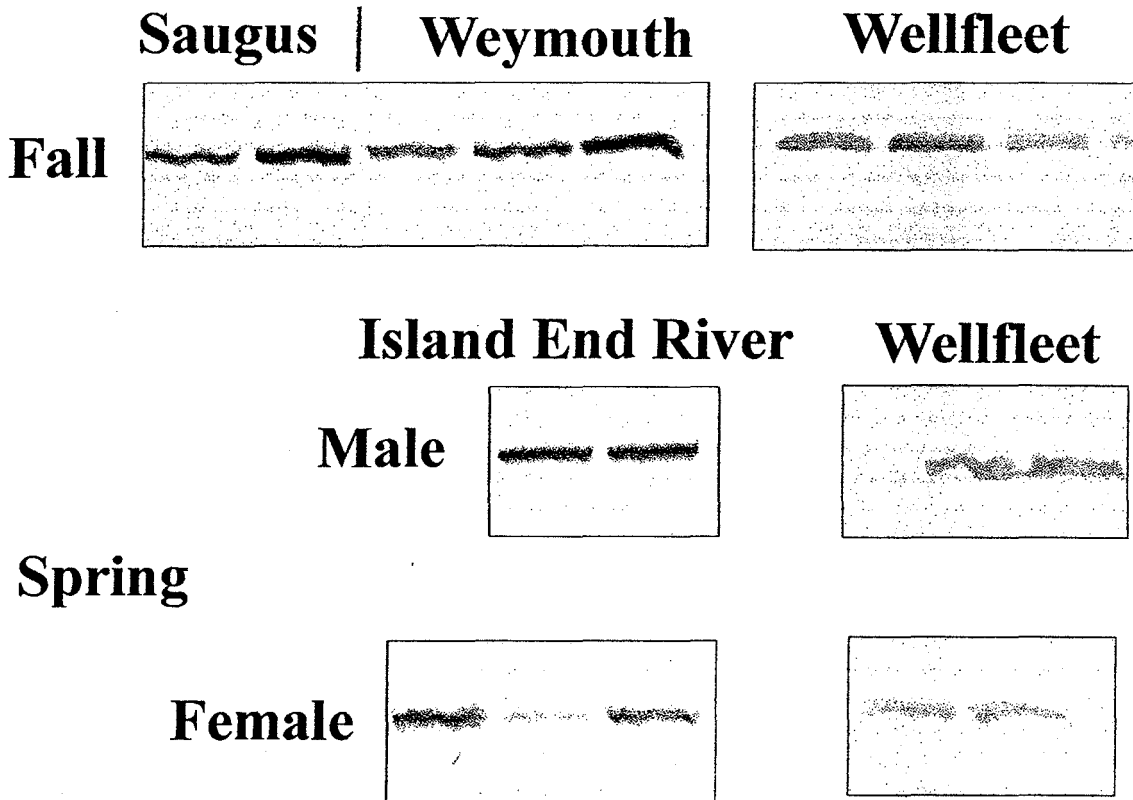 Saugus | Weymouth Wellfleet
Fall
Island End River Wellfleet
Male
Spring
Female